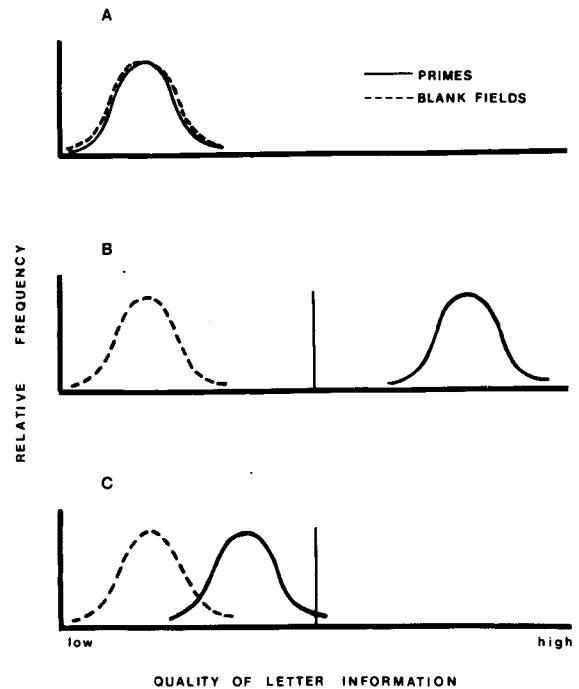 A
PRIMES
BLANK FIELDS
B
RELATIVE FREQUENCY
C
low
high
QUALITY OF LETTER INFORMATION